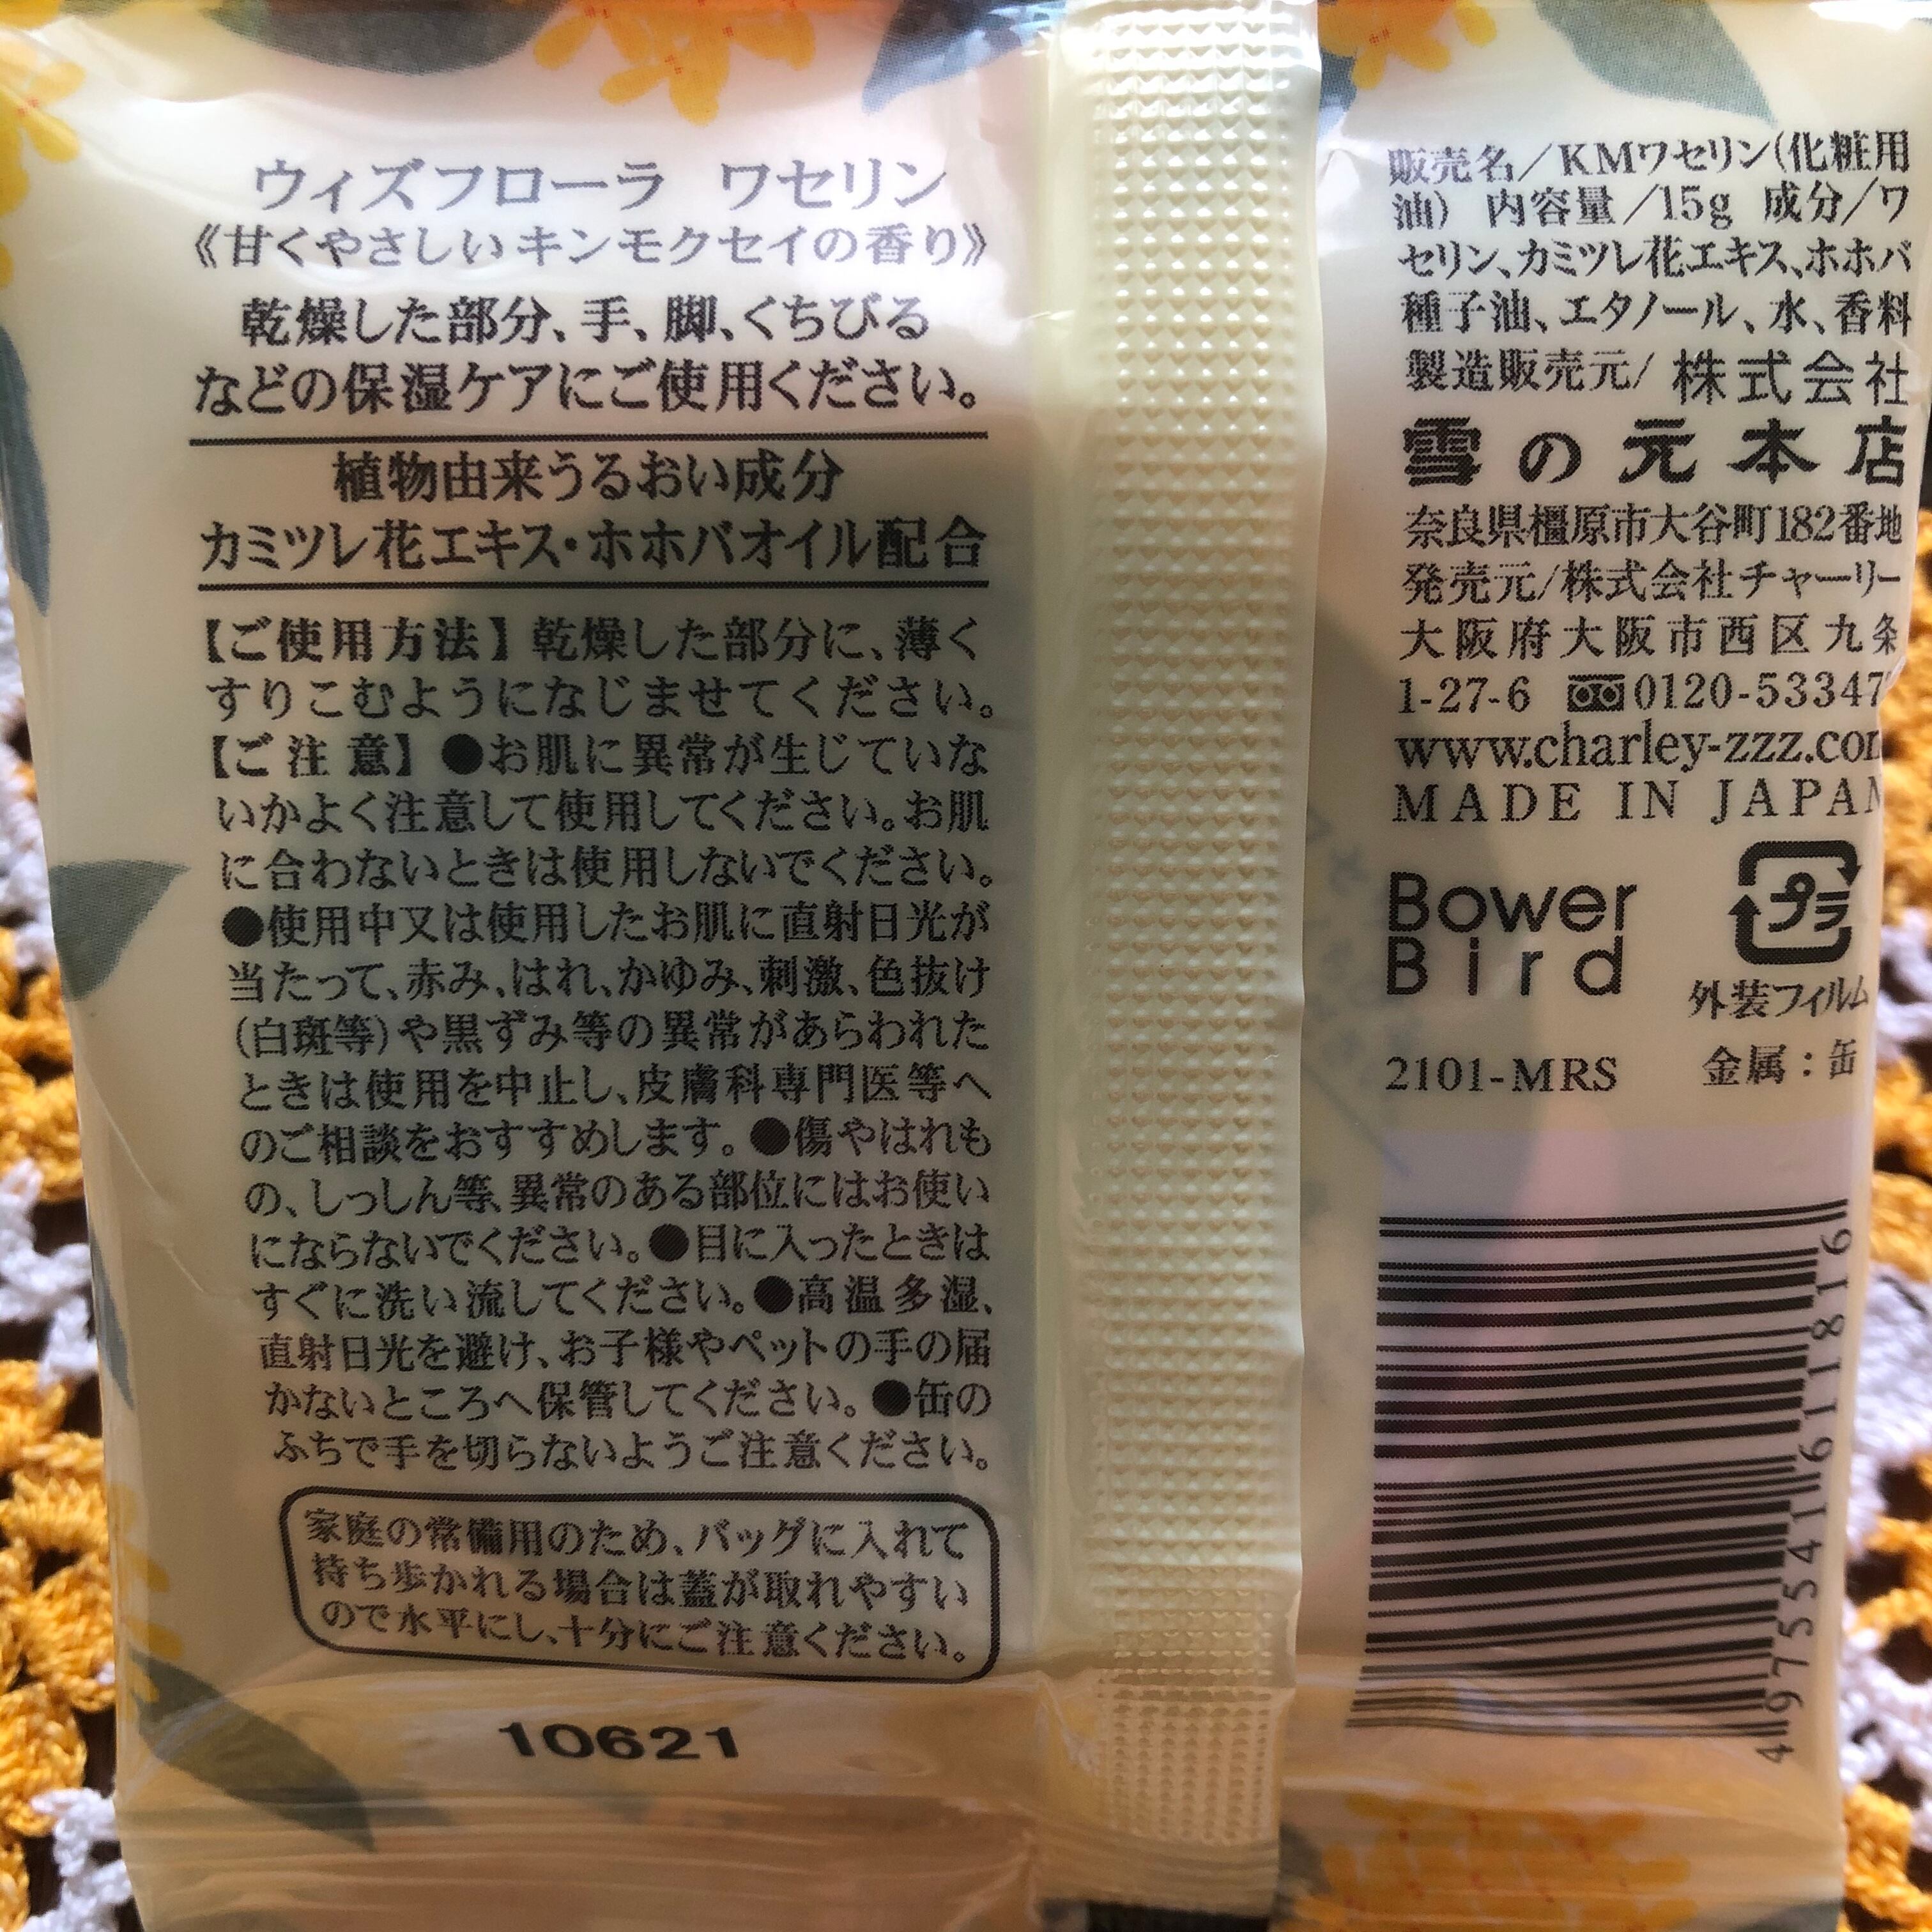 ウィズフローラ ワセリン
《甘くやさしいキンモクセイの香り》
乾燥した部分、手、脚、くちびる
などの保湿ケアにご使用ください。
植物由来うるおい成分
カミツレ花エキス・ホホバオイル配合
【ご使用方法】乾燥した部分に、薄く
すりこむようになじませてください。
【ご注意】●お肌に異常が生じていな
いかよく注意して使用してください。お肌
に合わないときは使用しないでください。
●使用中又は使用したお肌に直射日光が
当たって、赤み、はれ、かゆみ、刺激、色抜け
(白斑等)や黒ずみ等の異常があらわれた
ときは使用を中止し、皮膚科専門医等へ
のご相談をおすすめします。●傷やはれも
の、しっしん等、異常のある部位にはお使い
にならないでください。●目に入ったときは
すぐに洗い流してください。●高温多湿、
直射日光を避け、お子様やペットの手の届
かないところへ保管してください。●缶の
ふちで手を切らないようご注意ください。
家庭の常備用のため、バッグに入れて
持ち歩かれる場合は蓋が取れやすい
ので水平にし、十分にご注意ください。
10621
販売名/KMワセリン(化粧用
油) 内容量/15g 成分/ワ
セリン、カミツレ花エキス、ホホバ
種子油、エタノール、水、香料
製造販売元/株式会社
雪の元本店
奈良県橿原市大谷町182番地
発売元/株式会社チャーリー
大阪府大阪市西区九条
1-27-6 0120-53347
www.charley-zzz.com
MADE IN JAPAN
Bower
Bird
プラ
外装フィルム
2101-MRS 金属:缶
4975541611816